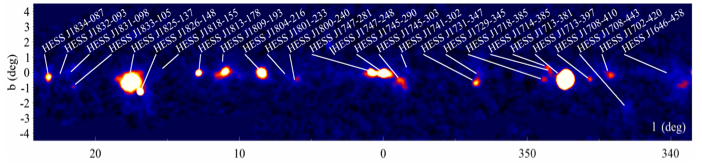 4
3
2
1
0
-1
-2
-3
-4
b (deg)
HESS J1834-087
HESS J1832-093
HESS J1831-098
HESS J1833-105
HESS J1825-137
HESS J1826-148
HESS J1818-155
HESS J1813-178
HESS J1809-193
HESS J1804-216
HESS J1801-233
HESS J1800-240
HESS J1747-281
HESS J1747-248
HESS J1745-290
HESS J1745-303
HESS J1741-302
HESS J1731-347
HESS J1729-345
HESS J1718-385
HESS J1714-385
HESS J1713-381
HESS J1713-397
HESS J1708-410
HESS J1708-443
HESS J1702-420
HESS J1646-458
l (deg)
20 10 0 350 340